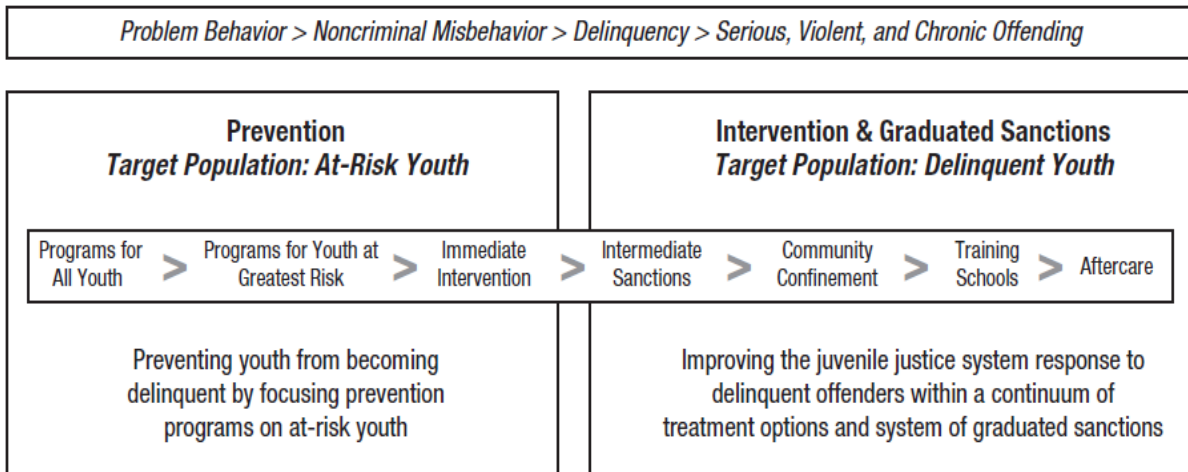 Problem Behavior > Noncriminal Misbehavior > Delinquency > Serious, Violent, and Chronic Offending
Prevention
Target Population: At-Risk Youth
Intervention & Graduated Sanctions
Target Population: Delinquent Youth
Programs for
All Youth
>
Programs for Youth at
Greatest Risk
>
Immediate
Intervention
>
Intermediate
Sanctions
>
Community
Confinement
>
Training
Schools
>
Aftercare
Preventing youth from becoming
delinquent by focusing prevention
programs on at-risk youth
Improving the juvenile justice system response to
delinquent offenders within a continuum of
treatment options and system of graduated sanctions